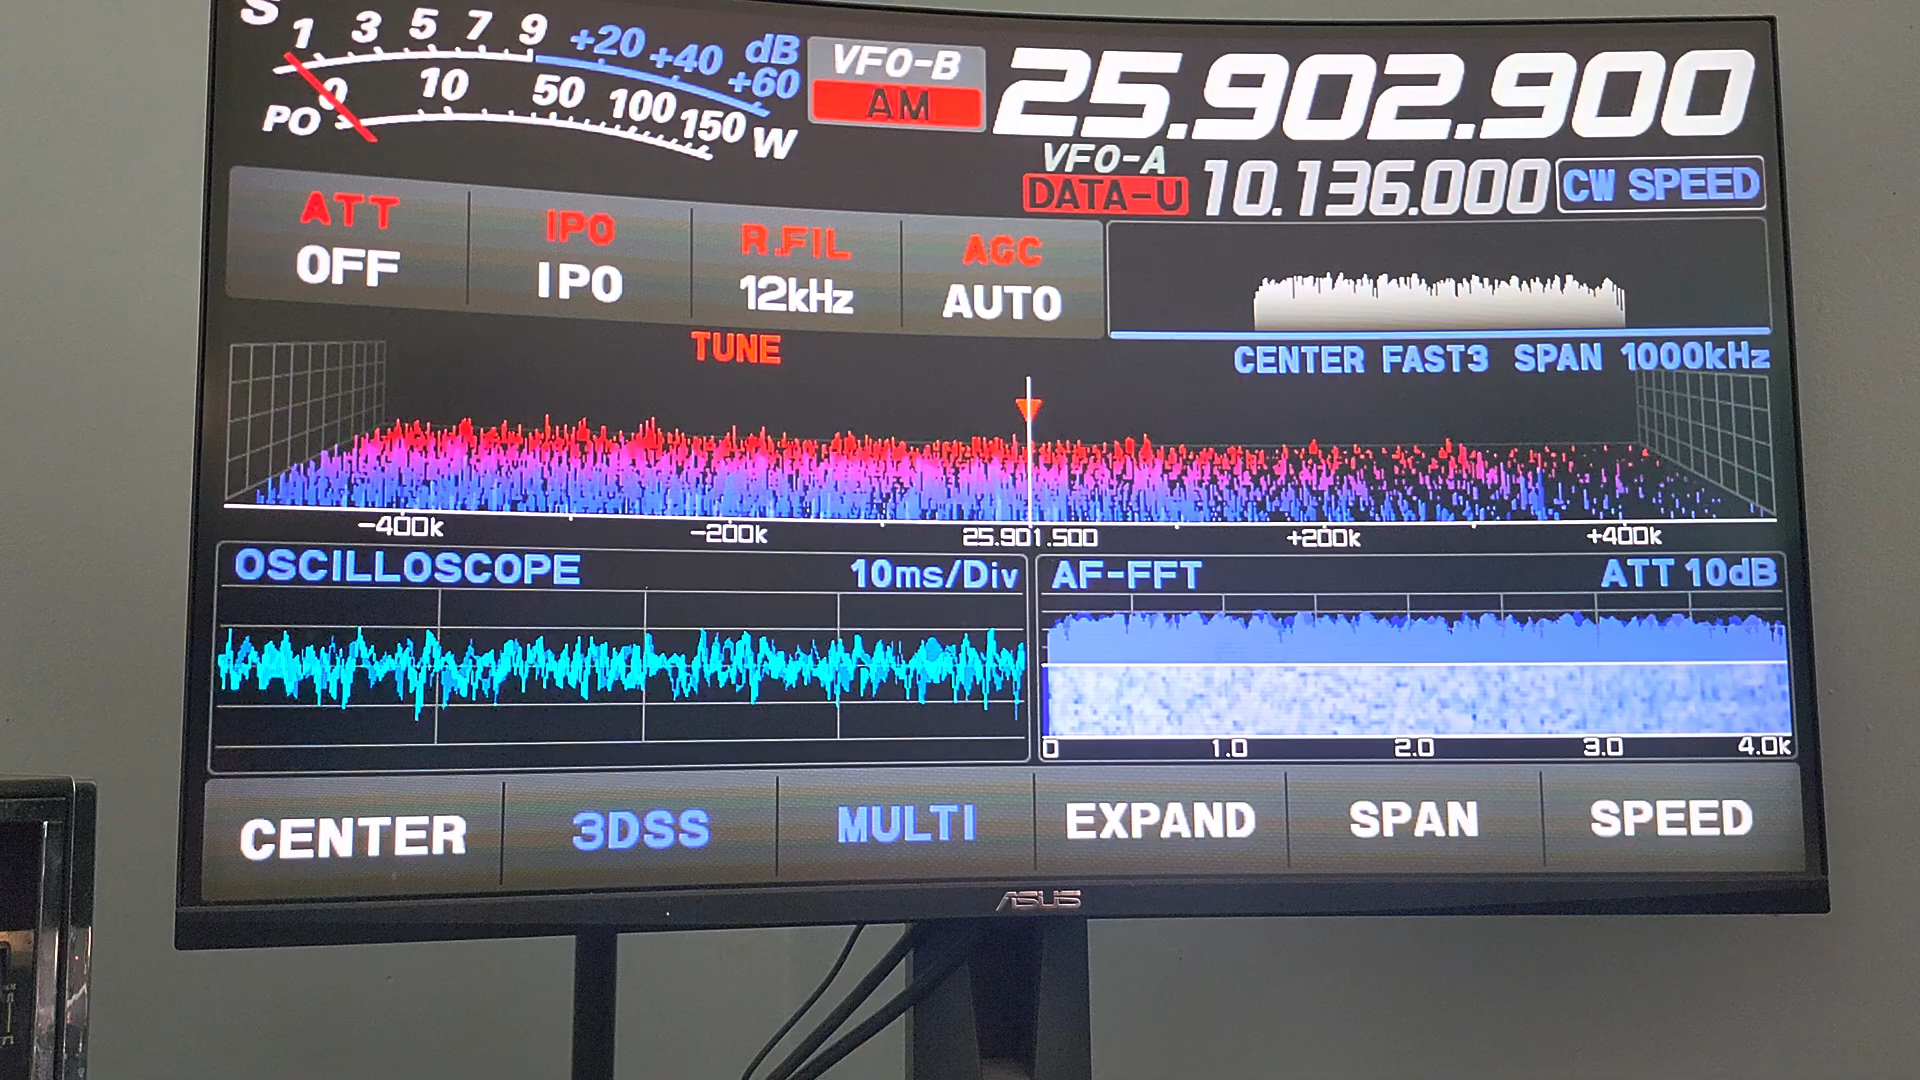 S 1 3 5 7 9 +20 +40 +60 dB
PO 0 10 50 100 150 W
VFO-B
AM
25.902.900
VFO-A
DATA-U
10.136.000
CW SPEED
ATT
OFF
IPO
IPO
R.FIL
12kHz
AGC
AUTO
TUNE
CENTER FAST3 SPAN 1000kHz
-400k -200k 25.901.500 +200k +400k
OSCILLOSCOPE 10ms/Div
AF-FFT ATT 10dB
0 1.0 2.0 3.0 4.0k
CENTER 3DSS MULTI EXPAND SPAN SPEED
ASUS